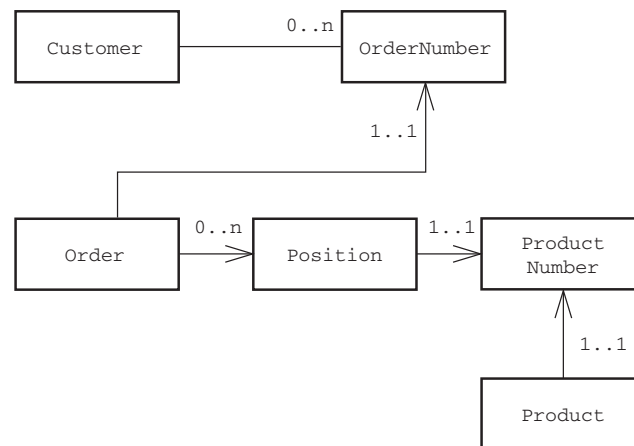 0..n
Customer
OrderNumber
1..1
0..n
1..1
Order
Position
Product
Number
1..1
Product